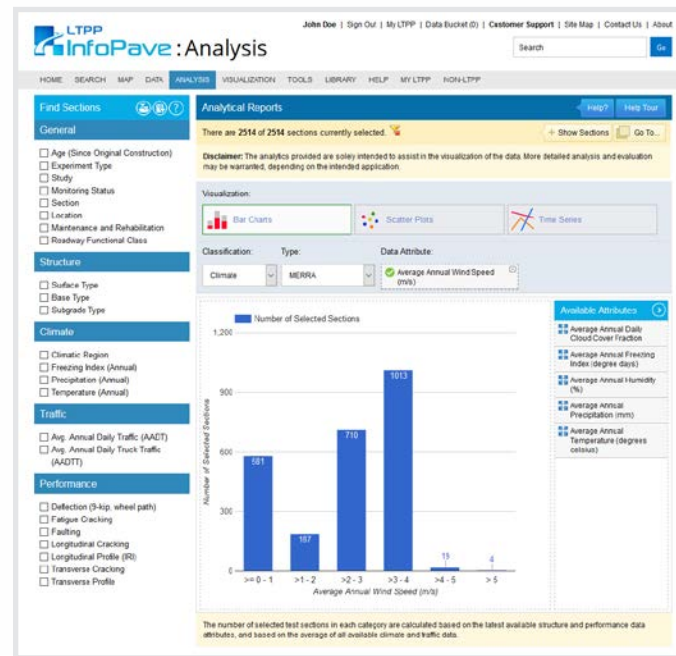 John Doe | Sign Out | My LTPP | Data Bucket (0) | Customer Support | Site Map | Contact Us | About
LTPP
InfoPave : Analysis
Search
Go
HOME SEARCH MAP DATA ANALYSIS VISUALIZATION TOOLS LIBRARY HELP MY LTPP NON-LTPP
Find Sections
?
General
Age (Since Original Construction)
Experiment Type
Study
Monitoring Status
Section
Location
Maintenance and Rehabilitation
Roadway Functional Class
Structure
Surface Type
Base Type
Subgrade Type
Climate
Climatic Region
Freezing Index (Annual)
Precipitation (Annual)
Temperature (Annual)
Traffic
Avg. Annual Daily Traffic (AADT)
Avg. Annual Daily Truck Traffic
(AADTT)
Performance
Deflection (9-kip, wheel path)
Fatigue Cracking
Faulting
Longitudinal Cracking
Longitudinal Profile (IRI)
Transverse Cracking
Transverse Profile
Analytical Reports
Help?
Help Tour
There are 2514 of 2514 sections currently selected.
+ Show Sections
Go To...
Disclaimer: The analytics provided are solely intended to assist in the visualization of the data. More detailed analysis and evaluation
may be warranted, depending on the intended application.
Visualization:
Bar Charts
Scatter Plots
Time Series
Classification: Type: Data Attribute:
Climate
MERRA
Average Annual Wind Speed
(m/s)
Number of Selected Sections
1,200
900
600
300
0
Number of Selected Sections
581
187
710
1013
19
4
>= 0 - 1 >1 - 2 >2 - 3 >3 - 4 >4 - 5 > 5
Average Annual Wind Speed (m/s)
Available Attributes
Average Annual Daily
Cloud Cover Fraction
Average Annual Freezing
Index (degree days)
Average Annual Humidity
(%)
Average Annual
Precipitation (mm)
Average Annual
Temperature (degrees
celsius)
The number of selected test sections in each category are calculated based on the latest available structure and performance data
attributes, and based on the average of all available climate and traffic data.